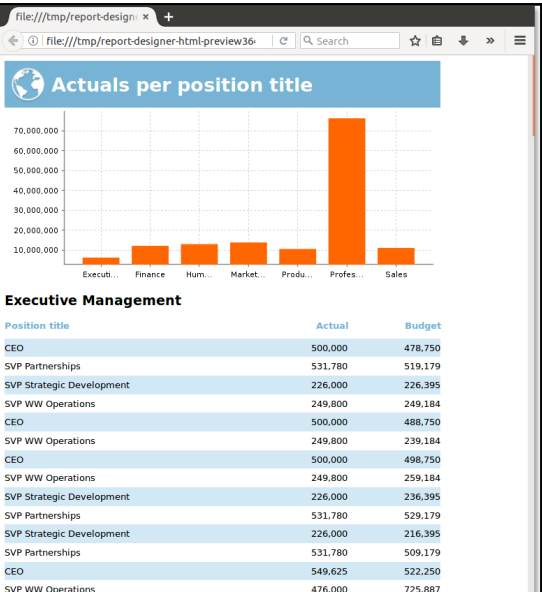 file:///tmp/report-design
file:///tmp/report-designer-html-preview36
Search
Actuals per position title
70,000,000
60,000,000
50,000,000
40,000,000
30,000,000
20,000,000
10,000,000
Executi... Finance Hum... Market... Produ... Profes... Sales
Executive Management
Position title Actual Budget
CEO 500,000 478,750
SVP Partnerships 531,780 519,179
SVP Strategic Development 226,000 226,395
SVP WW Operations 249,800 249,184
CEO 500,000 488,750
SVP WW Operations 249,800 239,184
CEO 500,000 498,750
SVP WW Operations 249,800 259,184
SVP Strategic Development 226,000 236,395
SVP Partnerships 531,780 529,179
SVP Strategic Development 226,000 216,395
SVP Partnerships 531,780 509,179
CEO 549,625 522,250
SVP WW Operations 476,000 725,887